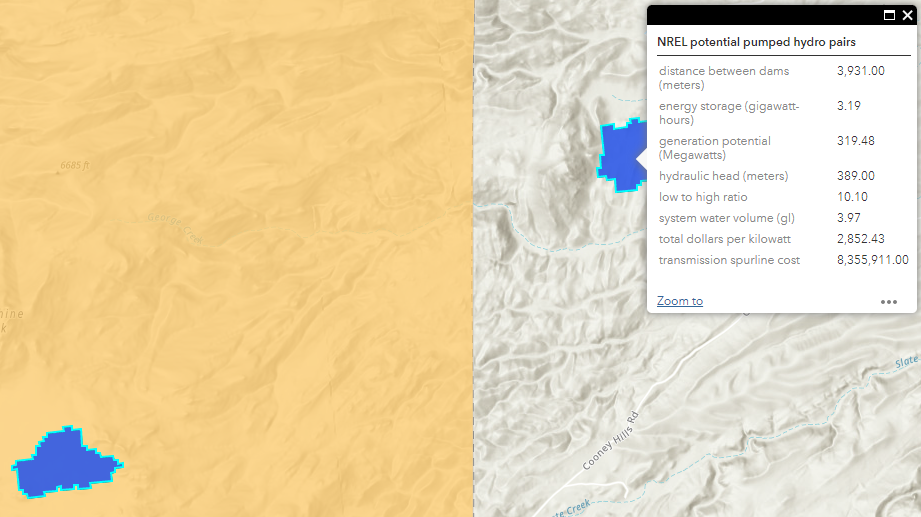 NREL potential pumped hydro pairs
distance between dams (meters) 3,931.00
energy storage (gigawatt-hours) 3.19
generation potential (Megawatts) 319.48
hydraulic head (meters) 389.00
low to high ratio 10.10
system water volume (gl) 3.97
total dollars per kilowatt 2,852.43
transmission spurline cost 8,355,911.00
Zoom to
6685 ft
George Creek
Cooney Hills Rd
Slate
Creek